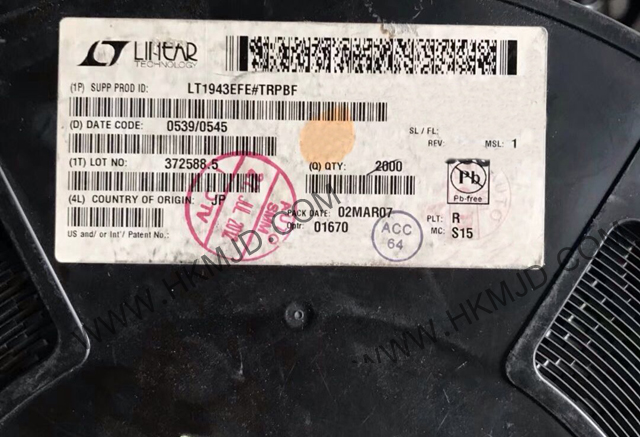 LINEAR
TECHNOLOGY
(1P) SUPP PROD ID: LT1943EFE#TRPBF
(D) DATE CODE: 0539/0545
SL / FL:
REV: MSL: 1
(1T) LOT NO: 372588.5 (Q) QTY: 2000
Pb
Pb-free
(4L) COUNTRY OF ORIGIN: JP
PACK DATE: 02MAR07 PLT: R
Optr: 01670 MC: S15
US and/ or Int'l Patent No.:
ACC
64
SMM
WWW.HKMJD.COM
WWW.HKMJD.COM